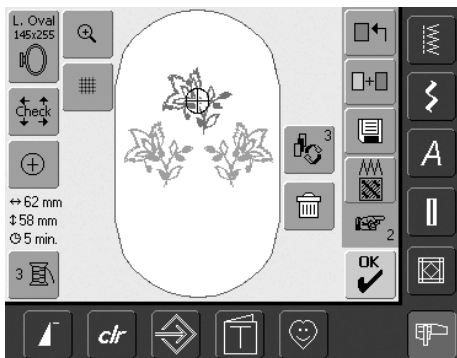 L. Oval
145x255
Check
↔ 62 mm
↕ 58 mm
5 min.
3
3
2
OK
A
clr
T